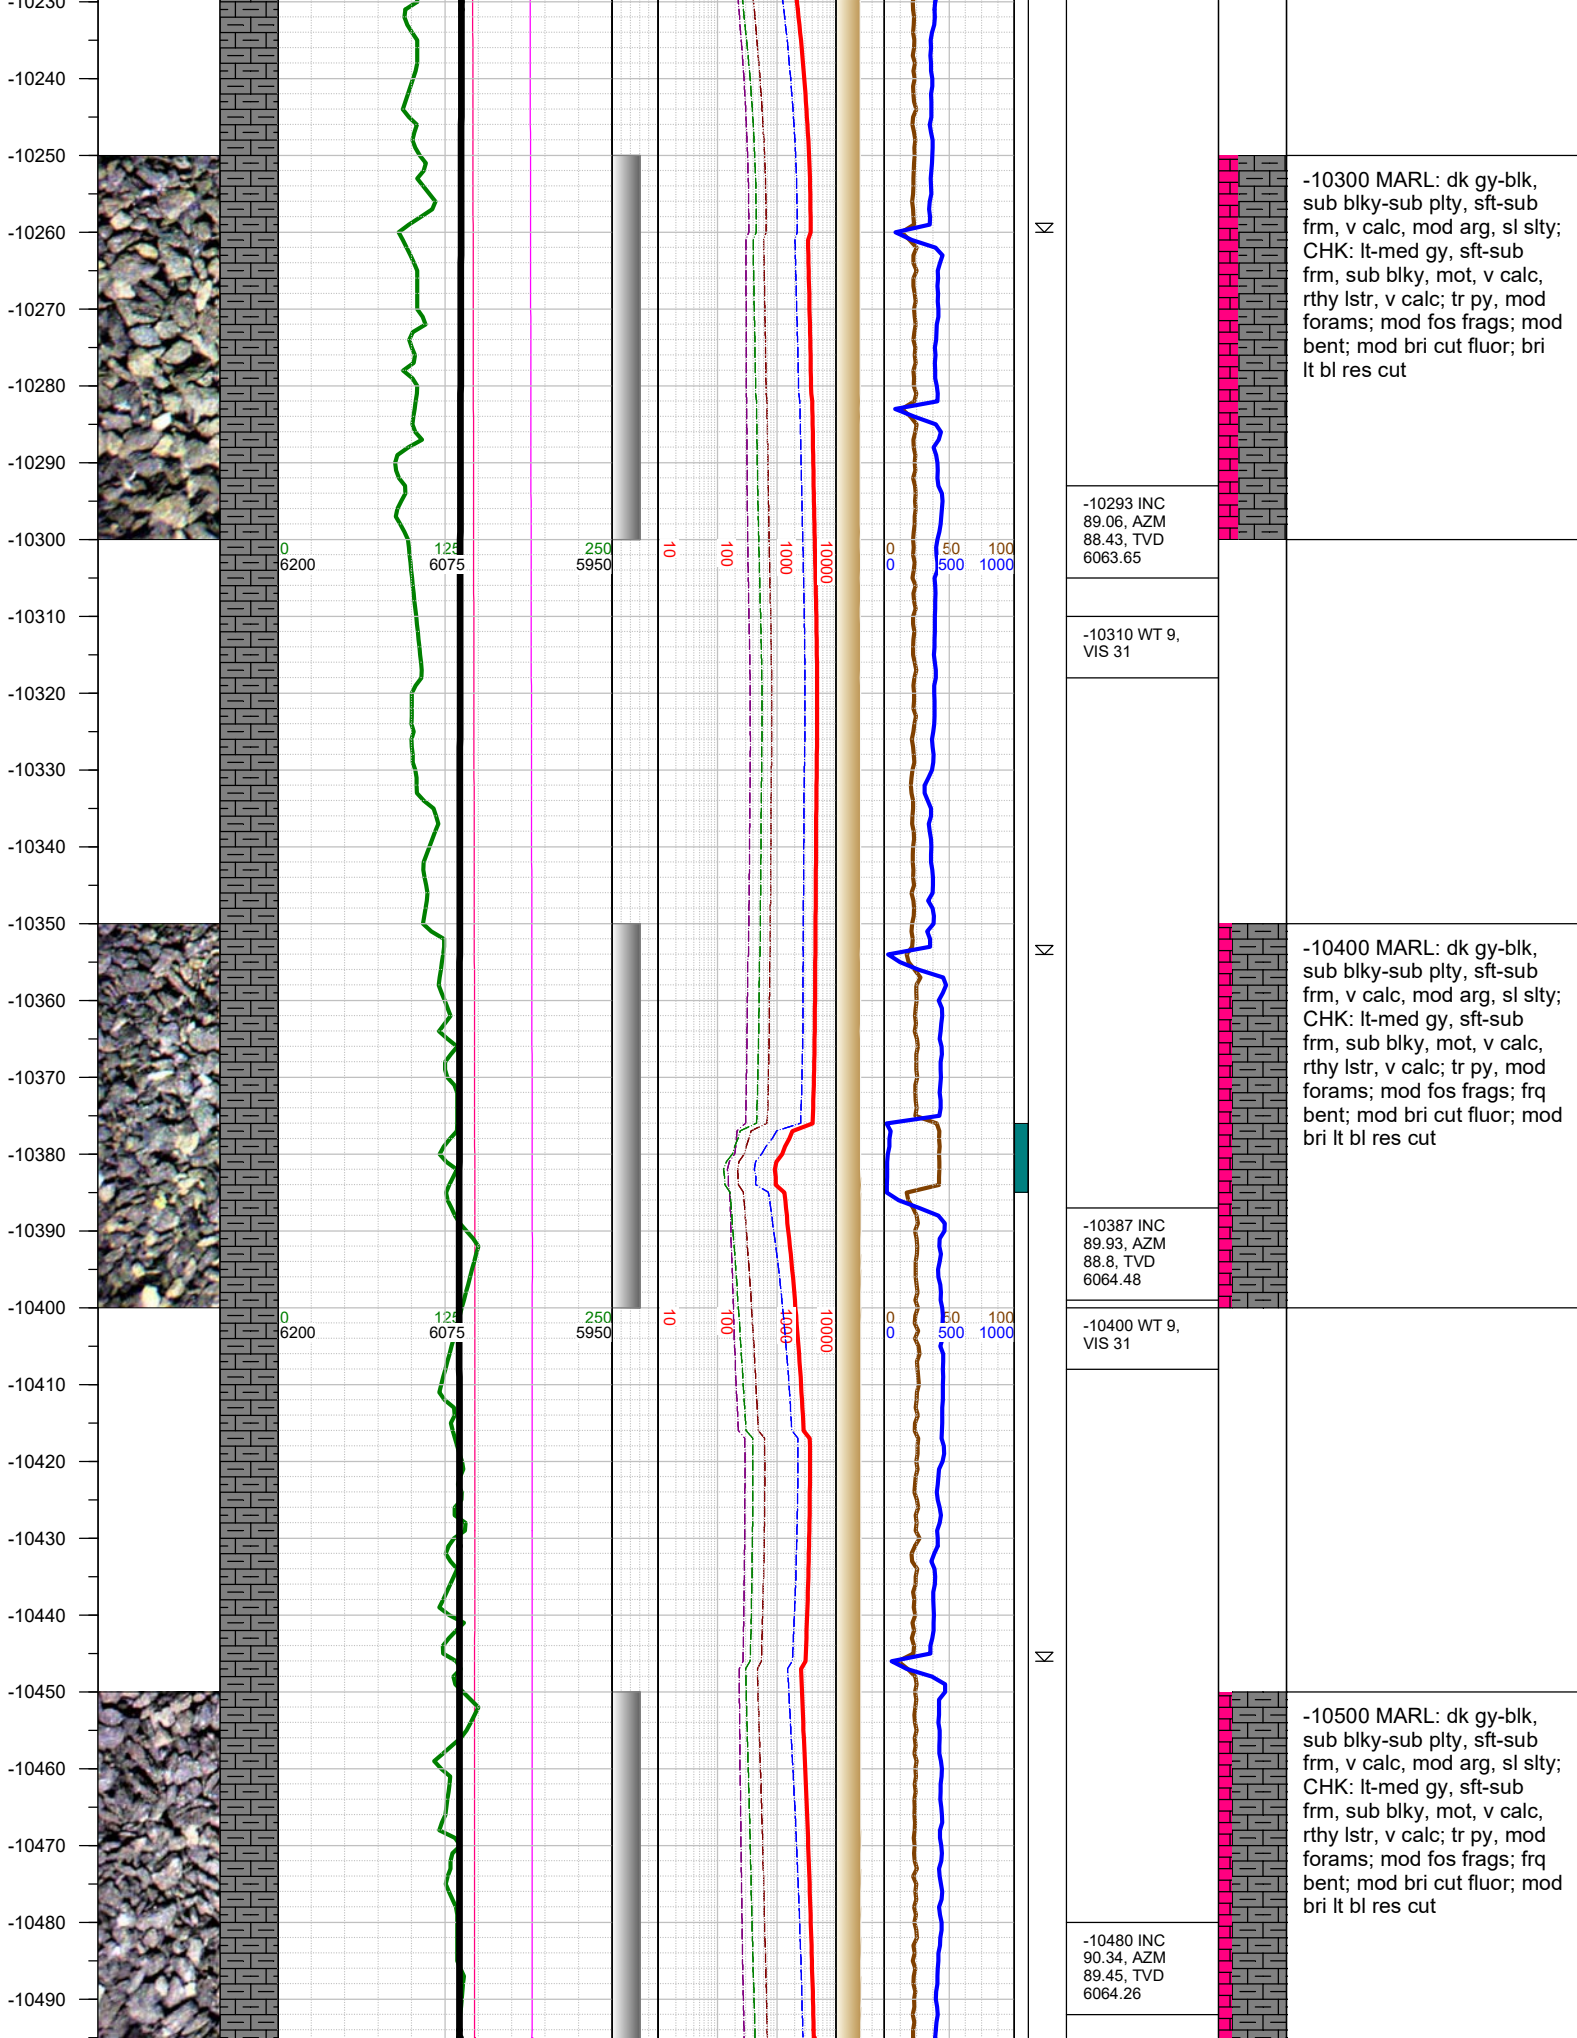 -10230
-10240
-10250
-10260
-10270
-10280
-10290
-10300
-10310
-10320
-10330
-10340
-10350
-10360
-10370
-10380
-10390
-10400
-10410
-10420
-10430
-10440
-10450
-10460
-10470
-10480
-10490
0 125 250
6200 6075 5950
10 100 1000 10000
0 50 100
0 500 1000
0 125 250
6200 6075 5950
10 100 1000 10000
0 50 100
0 500 1000
-10293 INC
89.06, AZM
88.43, TVD
6063.65
-10310 WT 9,
VIS 31
-10387 INC
89.93, AZM
88.8, TVD
6064.48
-10400 WT 9,
VIS 31
-10480 INC
90.34, AZM
89.45, TVD
6064.26
-10300 MARL: dk gy-blk,
sub blky-sub plty, sft-sub
frm, v calc, mod arg, sl slty;
CHK: lt-med gy, sft-sub
frm, sub blky, mot, v calc,
rthy lstr, v calc; tr py, mod
forams; mod fos frags; mod
bent; mod bri cut fluor; bri
lt bl res cut
-10400 MARL: dk gy-blk,
sub blky-sub plty, sft-sub
frm, v calc, mod arg, sl slty;
CHK: lt-med gy, sft-sub
frm, sub blky, mot, v calc,
rthy lstr, v calc; tr py, mod
forams; mod fos frags; frq
bent; mod bri cut fluor; mod
bri lt bl res cut
-10500 MARL: dk gy-blk,
sub blky-sub plty, sft-sub
frm, v calc, mod arg, sl slty;
CHK: lt-med gy, sft-sub
frm, sub blky, mot, v calc,
rthy lstr, v calc; tr py, mod
forams; mod fos frags; frq
bent; mod bri cut fluor; mod
bri lt bl res cut